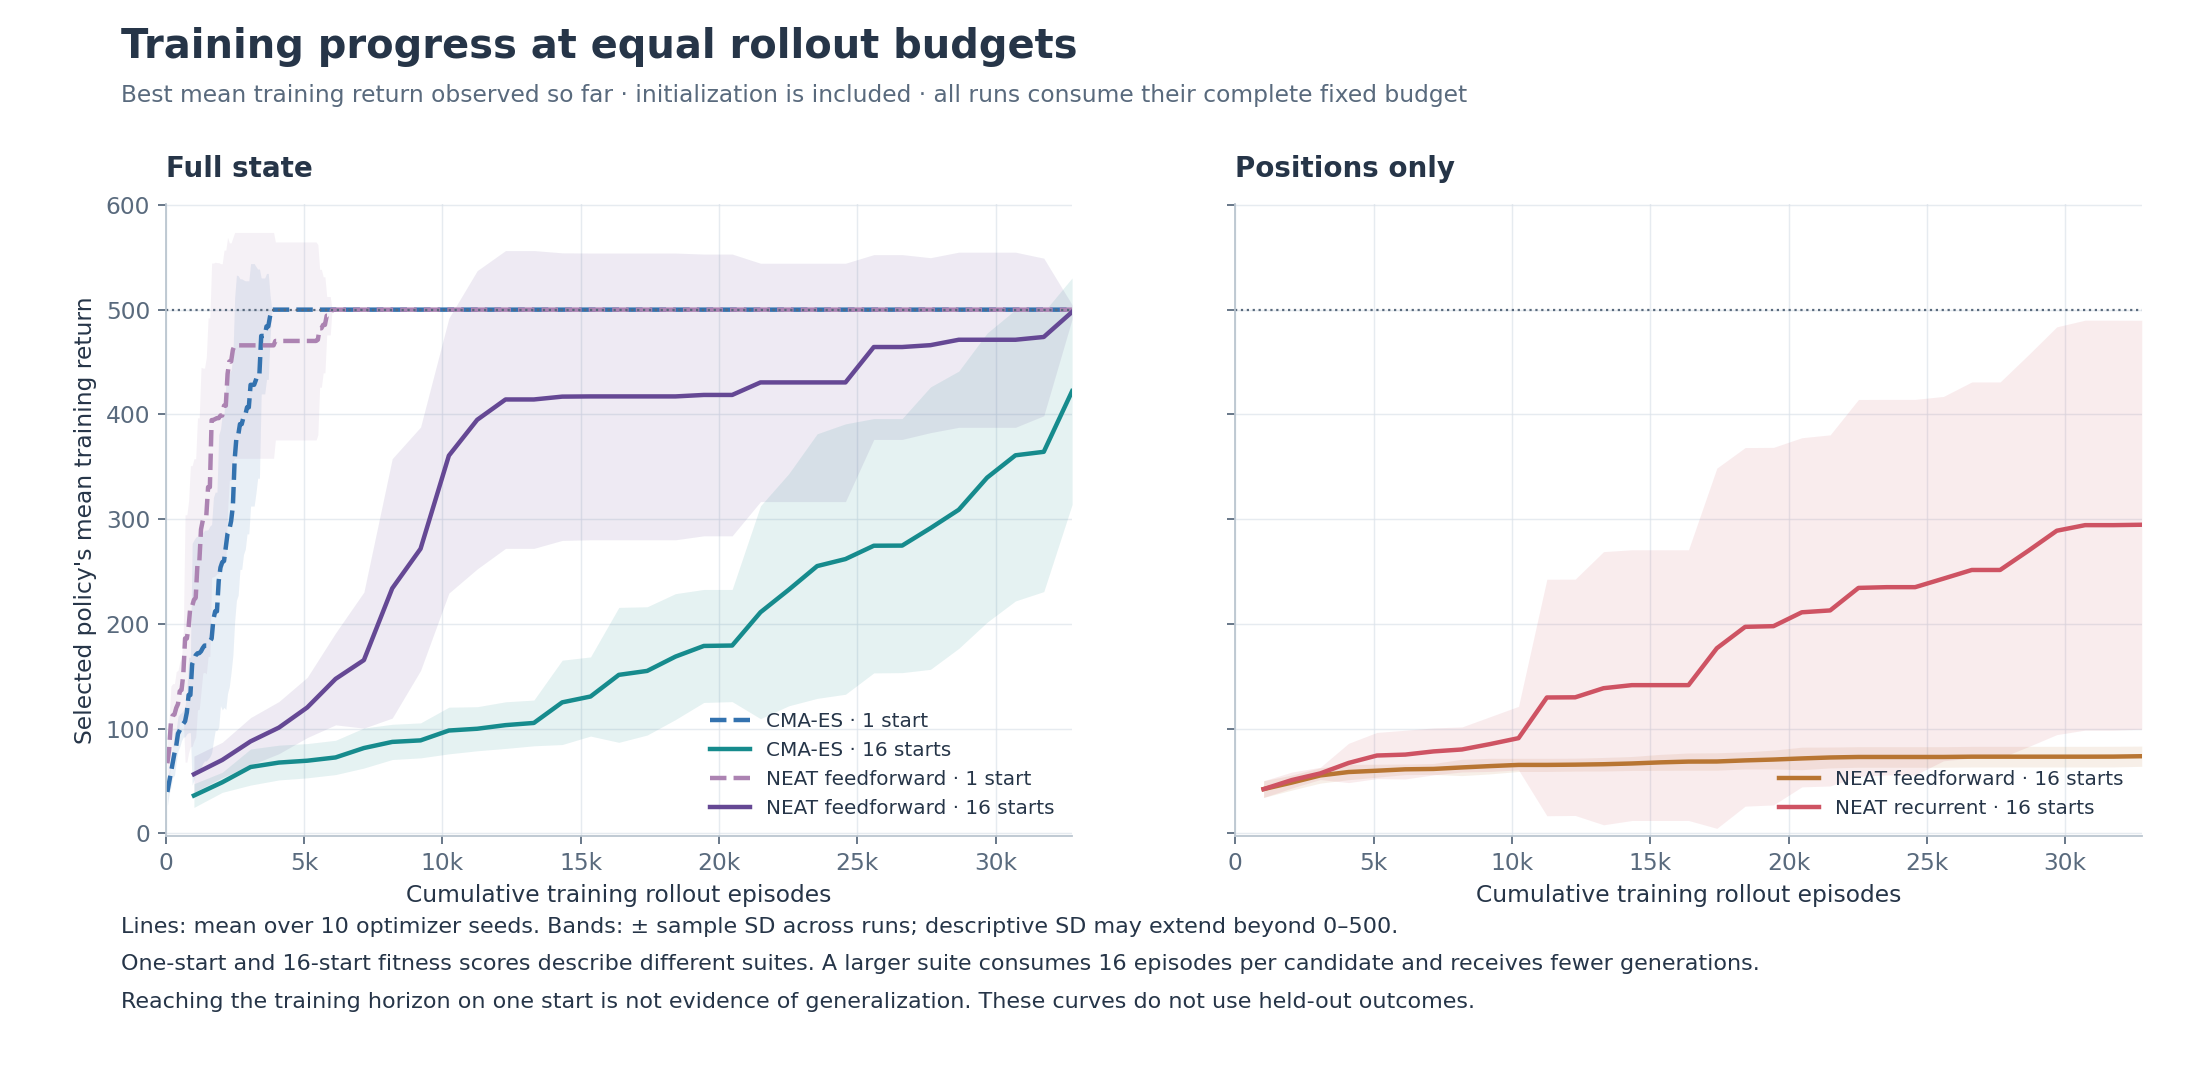 Training progress at equal rollout budgets
Best mean training return observed so far · initialization is included · all runs consume their complete fixed budget
Full state
Selected policy's mean training return
600
500
400
300
200
100
0
0 5k 10k 15k 20k 25k 30k
Cumulative training rollout episodes
CMA-ES · 1 start
CMA-ES · 16 starts
NEAT feedforward · 1 start
NEAT feedforward · 16 starts
Positions only
0 5k 10k 15k 20k 25k 30k
Cumulative training rollout episodes
NEAT feedforward · 16 starts
NEAT recurrent · 16 starts
Lines: mean over 10 optimizer seeds. Bands: ± sample SD across runs; descriptive SD may extend beyond 0–500.
One-start and 16-start fitness scores describe different suites. A larger suite consumes 16 episodes per candidate and receives fewer generations.
Reaching the training horizon on one start is not evidence of generalization. These curves do not use held-out outcomes.